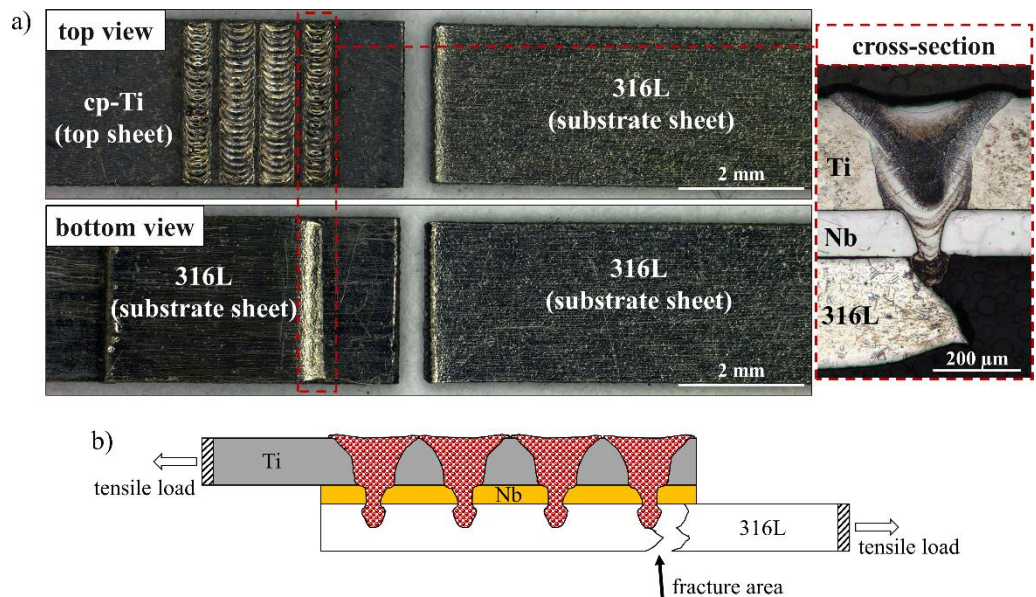 a)
top view
cp-Ti
(top sheet)
316L
(substrate sheet)
2 mm
bottom view
316L
(substrate sheet)
316L
(substrate sheet)
2 mm
cross-section
Ti
Nb
316L
200 µm
b)
Ti
tensile load
Nb
316L
tensile load
fracture area